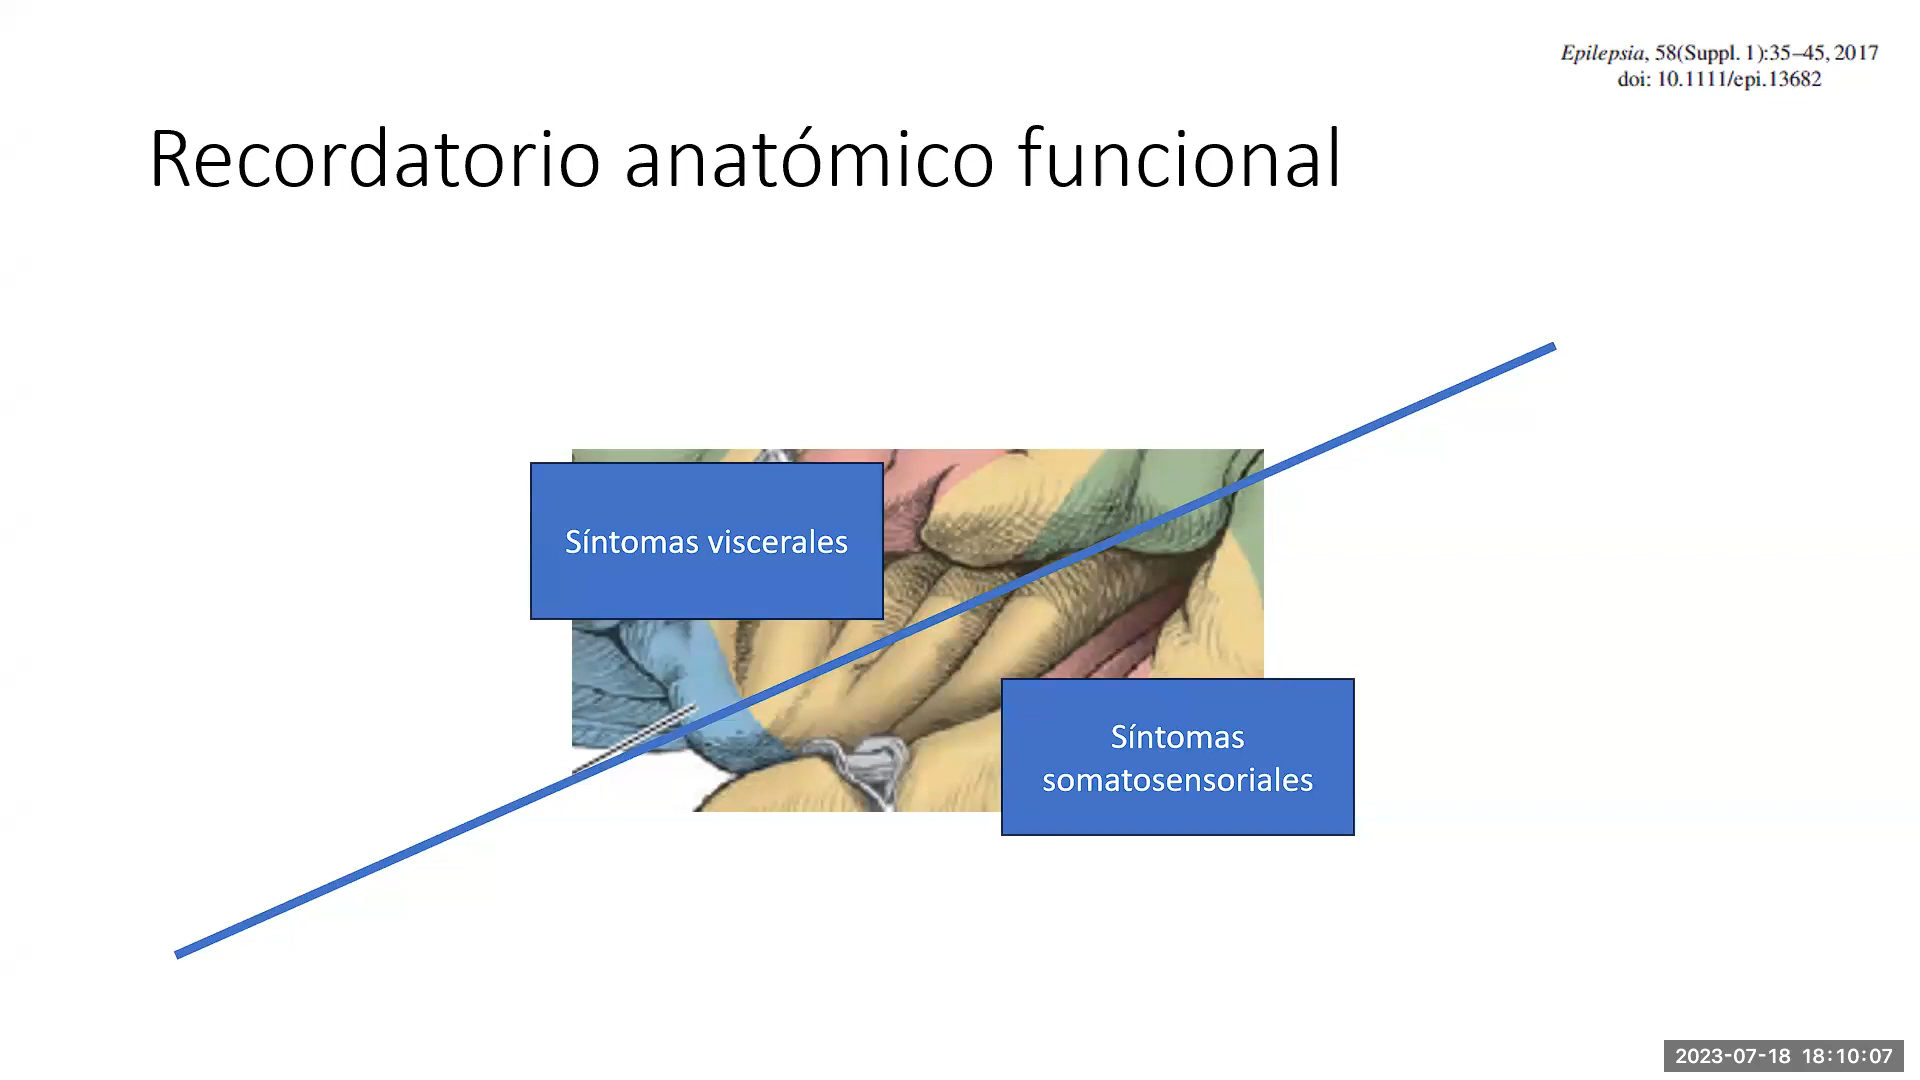 Epilepsia, 58(Suppl. 1):35–45, 2017
doi: 10.1111/epi.13682
Recordatorio anatómico funcional
Síntomas viscerales
Síntomas
somatosensoriales
2023-07-18 18:10:07